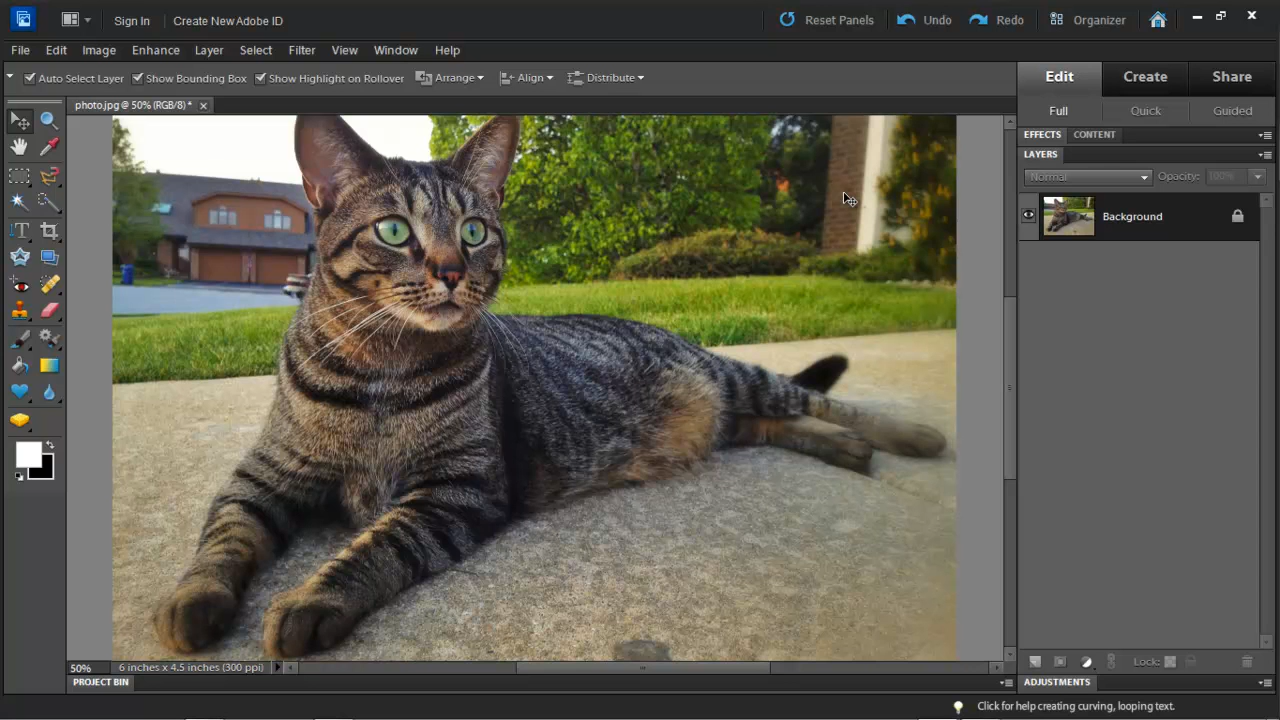 Sign In
Create New Adobe ID
Reset Panels
Undo
Redo
Organizer
File Edit Image Enhance Layer Select Filter View Window Help
Auto Select Layer
Show Bounding Box
Show Highlight on Rollover
Arrange
Align
Distribute
Edit
Create
Share
photo.jpg @ 50% (RGB/8) *
Full
Quick
Guided
EFFECTS
CONTENT
LAYERS
Normal
Opacity: 100%
Background
50%
6 inches x 4.5 inches (300 ppi)
Lock:
PROJECT BIN
ADJUSTMENTS
Click for help creating curving, looping text.